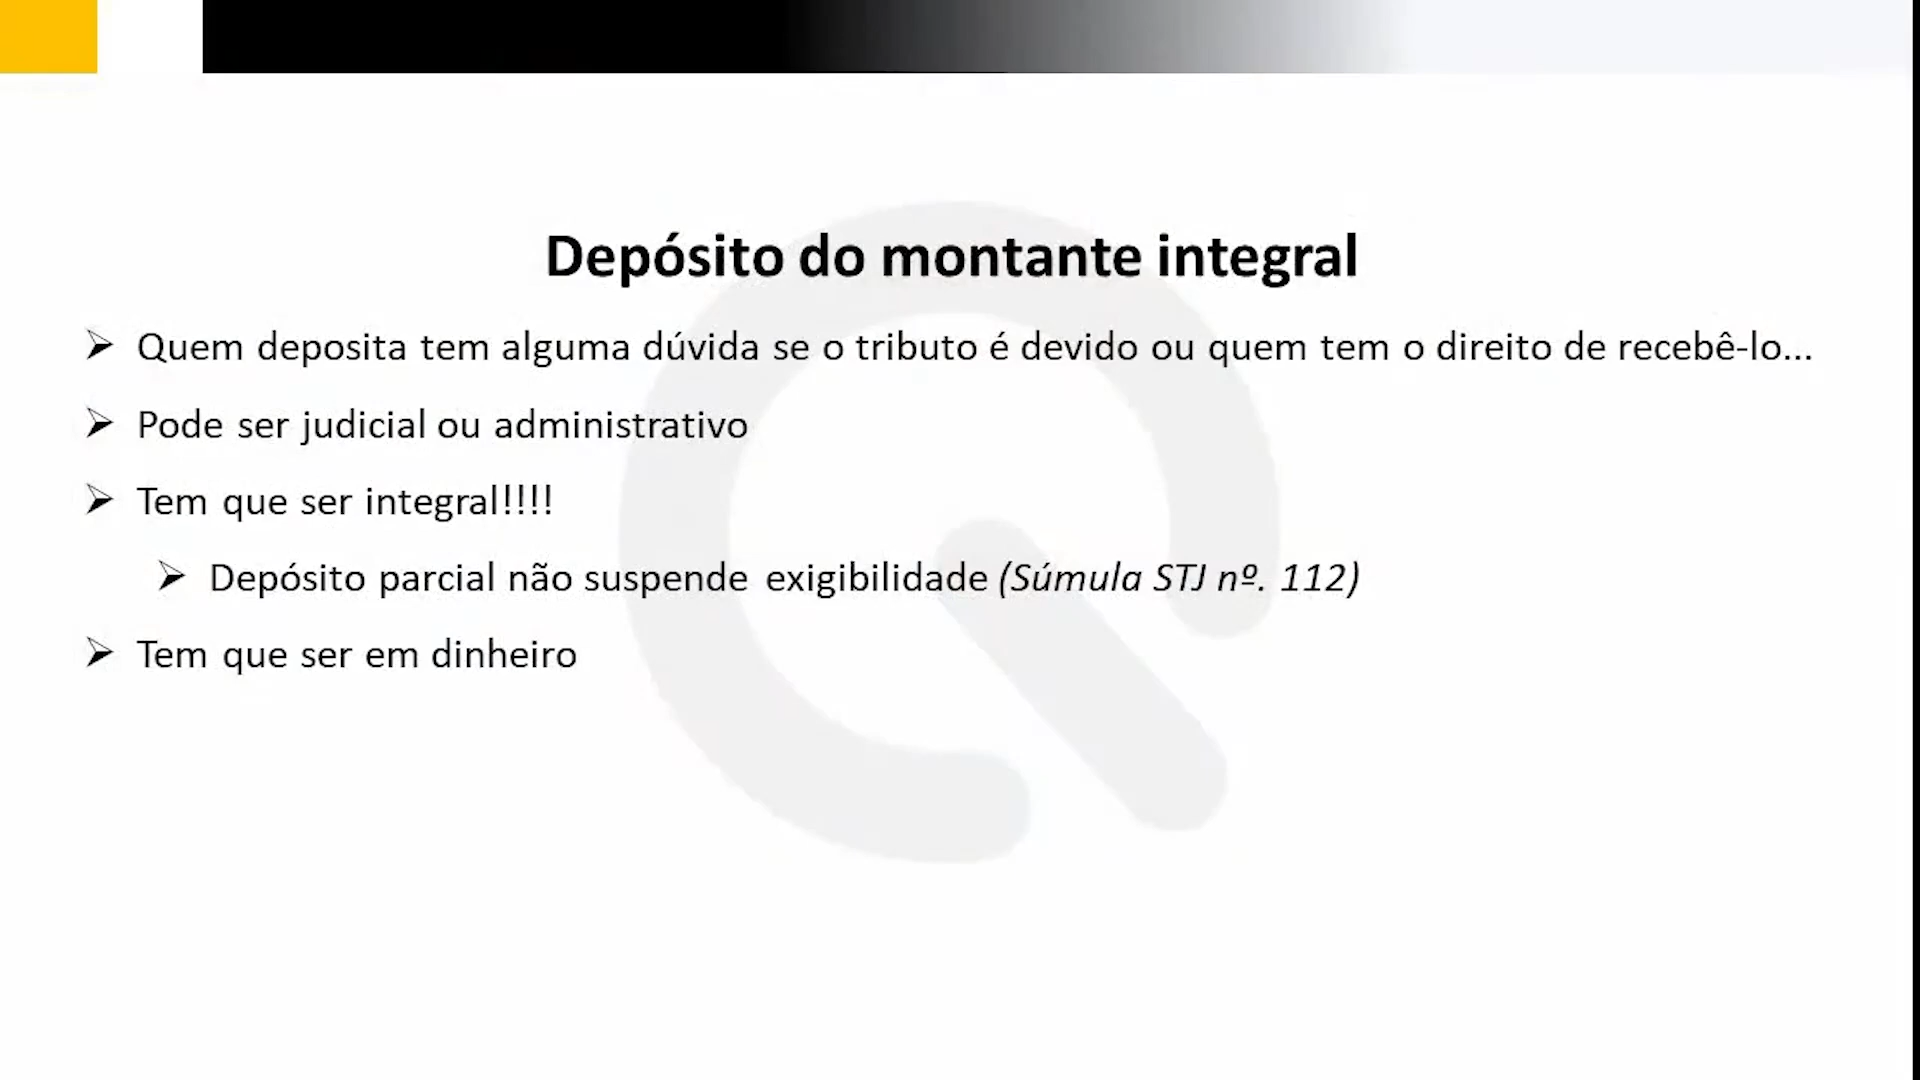 Depósito do montante integral
Quem deposita tem alguma dúvida se o tributo é devido ou quem tem o direito de recebê-lo...
Pode ser judicial ou administrativo
Tem que ser integral!!!!
Depósito parcial não suspende exigibilidade (Súmula STJ nº. 112)
Tem que ser em dinheiro